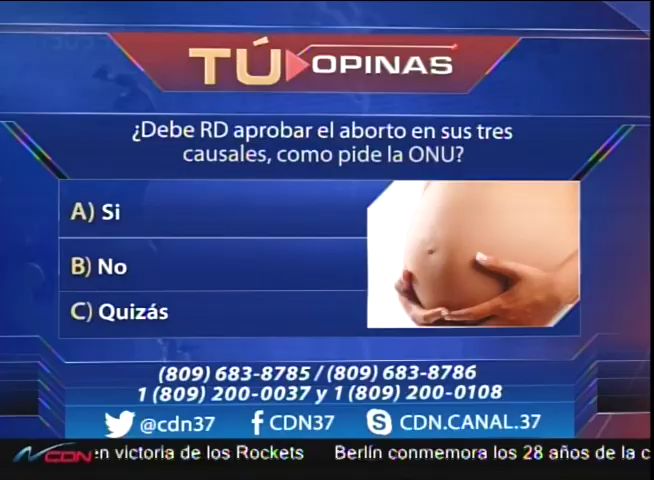 TÚ OPINAS
¿Debe RD aprobar el aborto en sus tres
causales, como pide la ONU?
A) Si
B) No
C) Quizás
(809) 683-8785 / (809) 683-8786
1 (809) 200-0037 y 1 (809) 200-0108
@cdn37 f CDN37 S CDN.CANAL.37
CDN en victoria de los Rockets Berlín conmemora los 28 años de la c